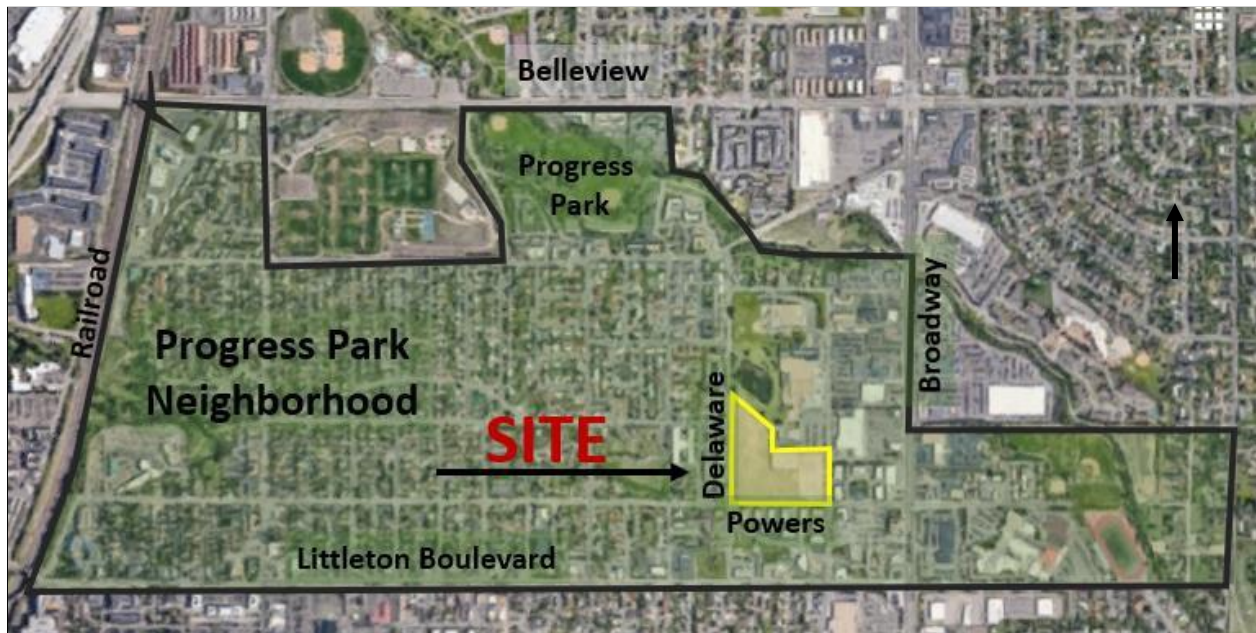 Belleview
Progress
Park
Railroad
Progress Park
Neighborhood
Broadway
SITE
Delaware
Powers
Littleton Boulevard